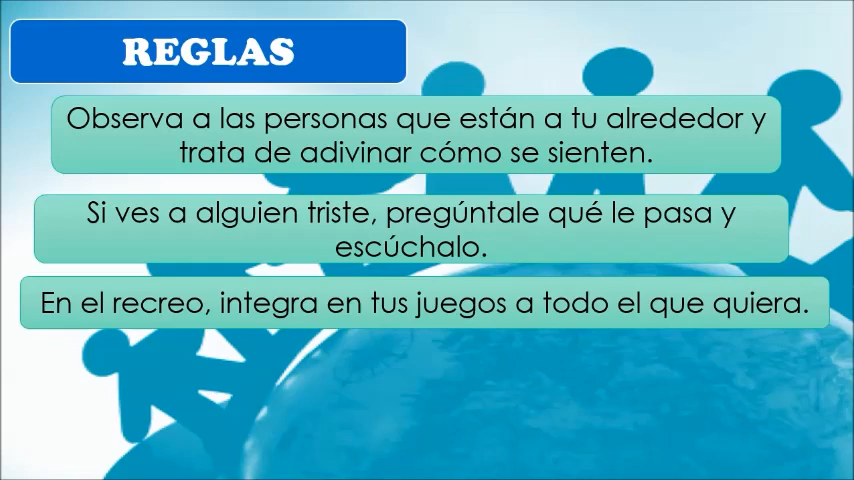 REGLAS
Observa a las personas que están a tu alrededor y
trata de adivinar cómo se sienten.
Si ves a alguien triste, pregúntale qué le pasa y
escúchalo.
En el recreo, integra en tus juegos a todo el que quiera.